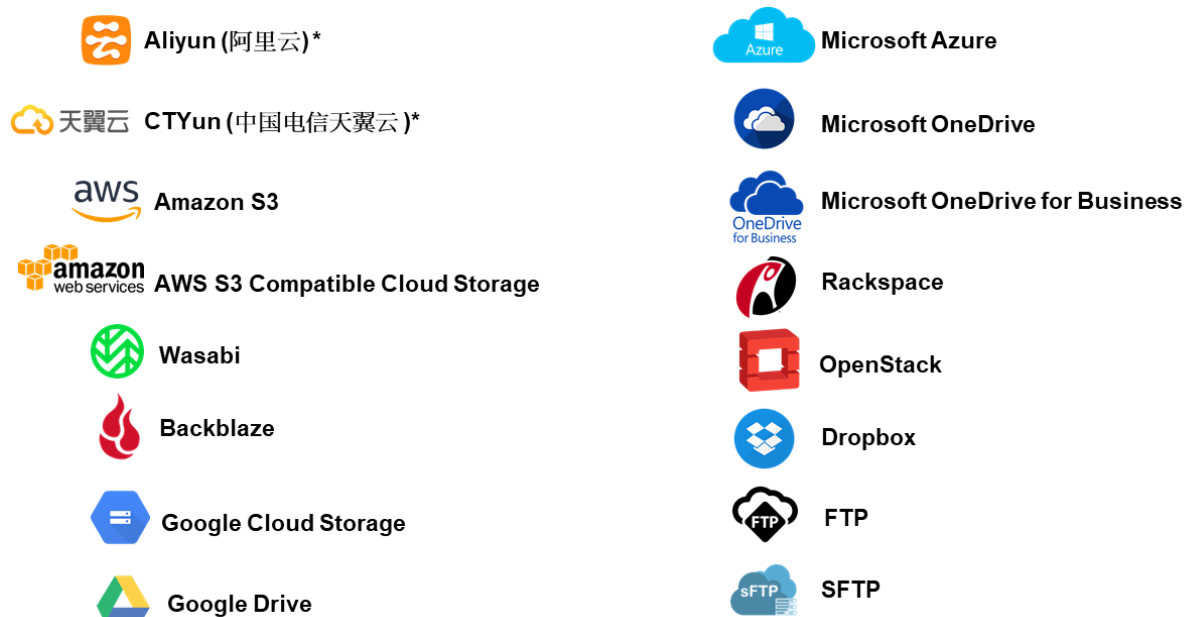 Aliyun (阿里云)*
天翼云 CTYun (中国电信天翼云 )*
aws Amazon S3
amazon
web services AWS S3 Compatible Cloud Storage
Wasabi
Backblaze
Google Cloud Storage
Google Drive
Azure Microsoft Azure
Microsoft OneDrive
OneDrive
for Business Microsoft OneDrive for Business
Rackspace
OpenStack
Dropbox
FTP FTP
sFTP SFTP